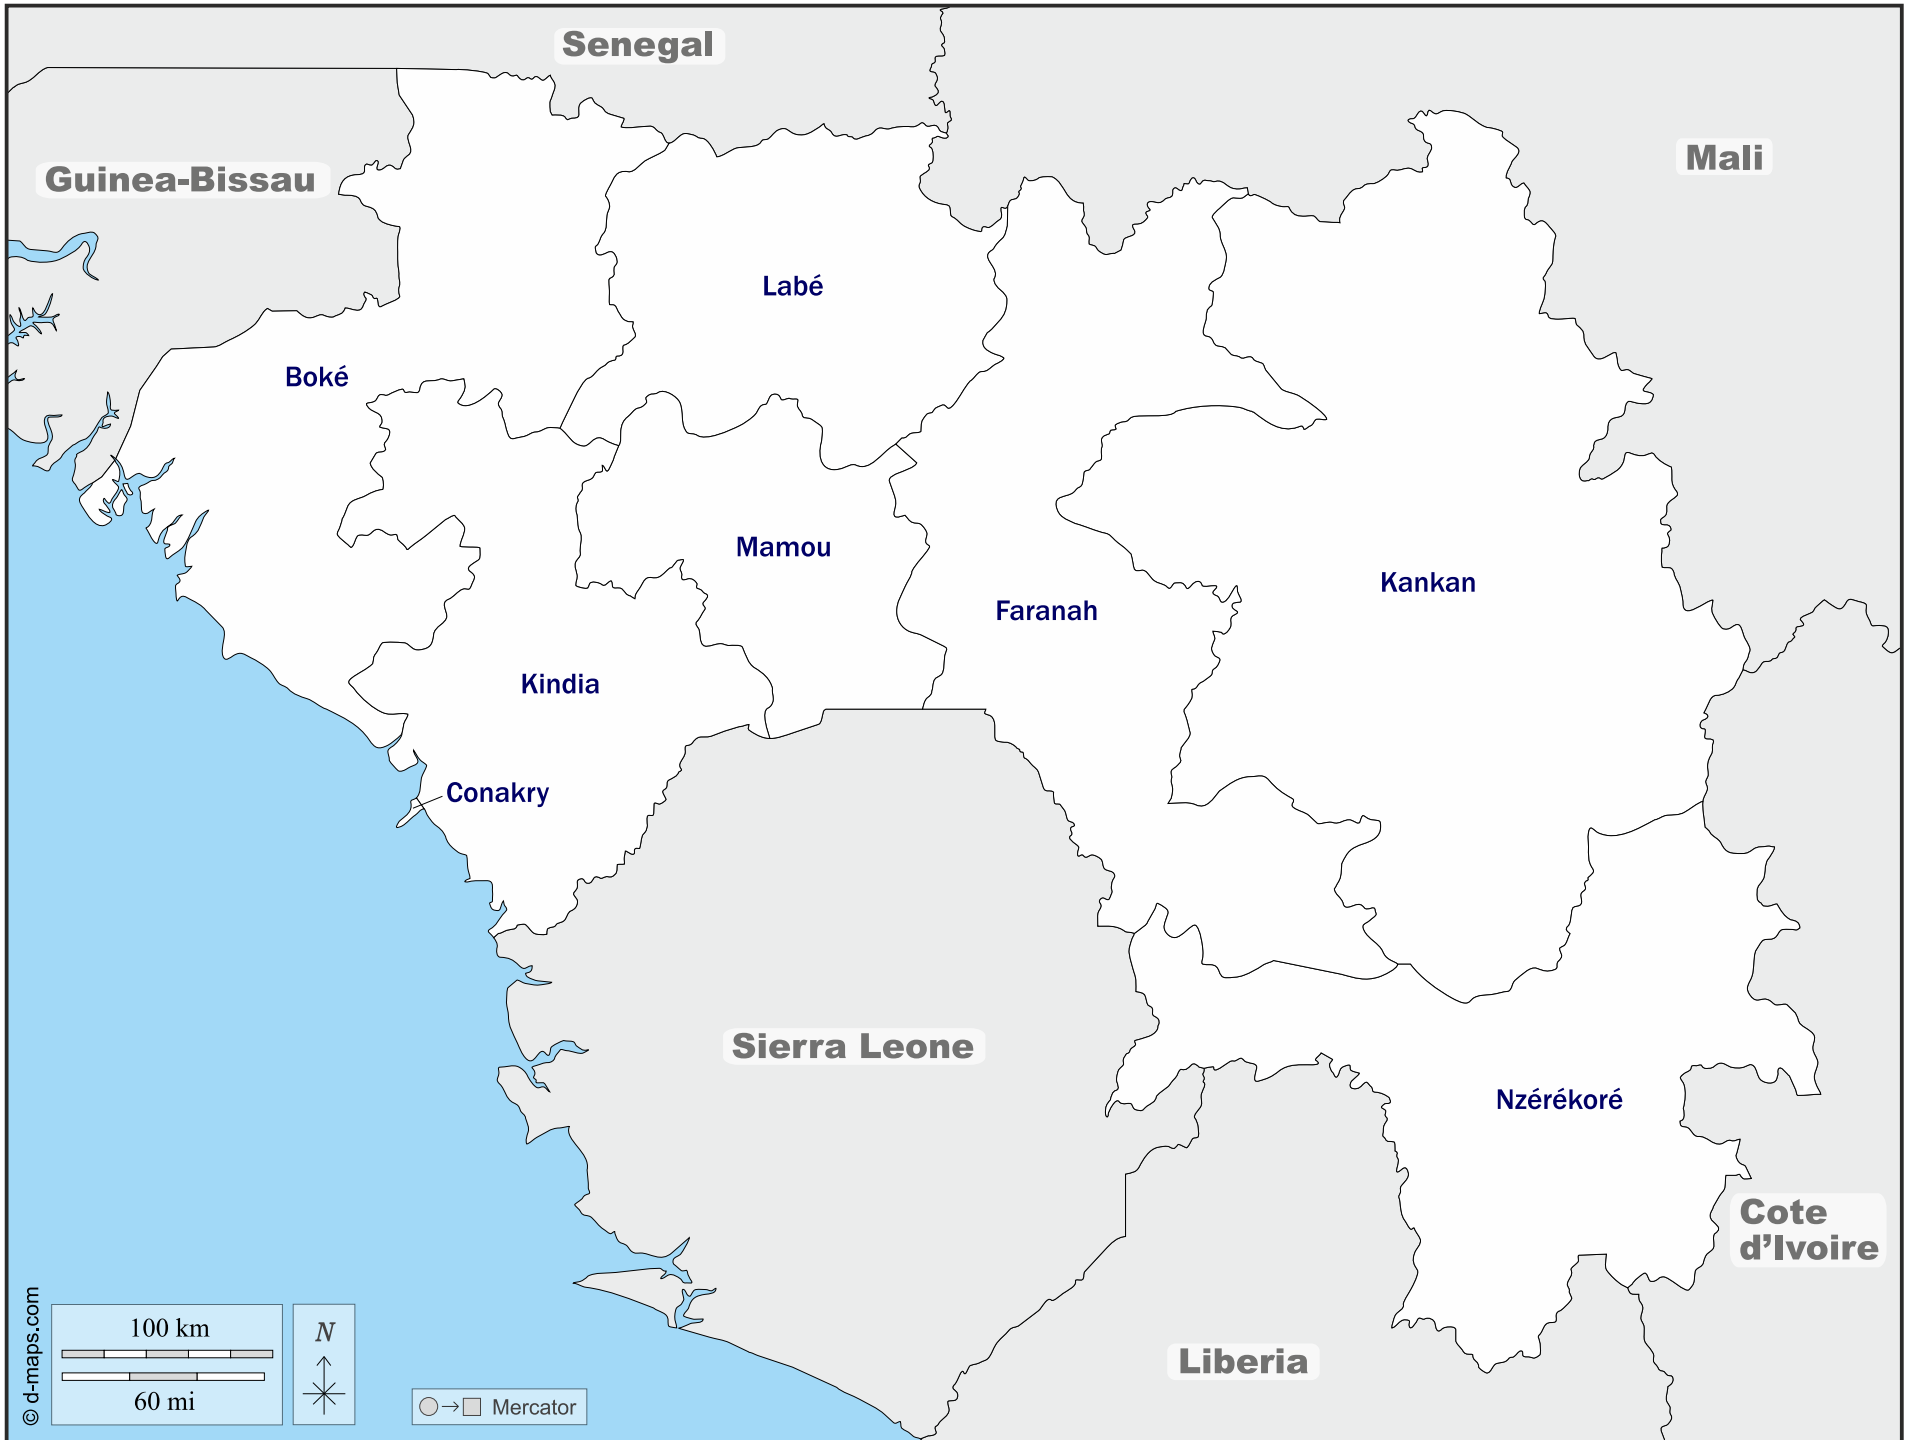 Senegal
Mali
Guinea-Bissau
Labé
Boké
Mamou
Kankan
Faranah
Kindia
Conakry
Sierra Leone
Nzérékoré
Cote
d'Ivoire
Liberia
© d-maps.com
100 km
60 mi
N
Mercator